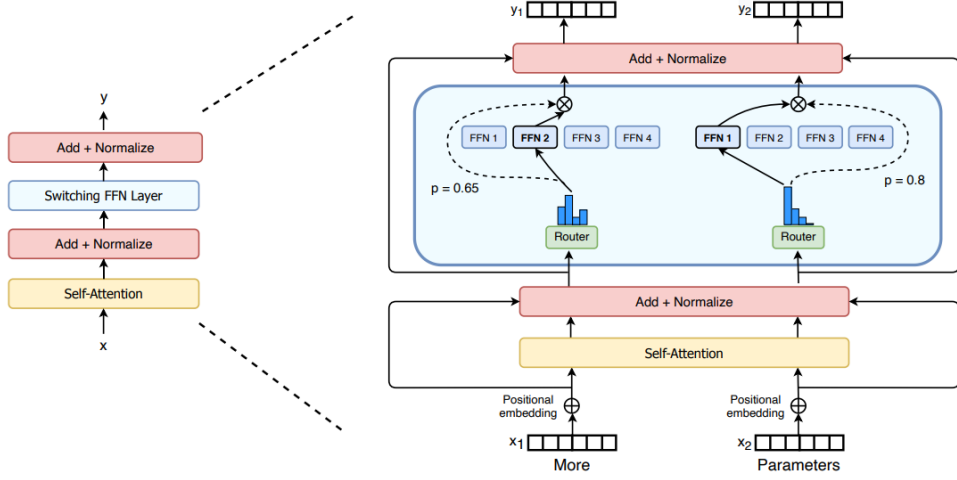 y
Add + Normalize
Switching FFN Layer
Add + Normalize
Self-Attention
x
y1
y2
Add + Normalize
FFN 1 FFN 2 FFN 3 FFN 4
FFN 1 FFN 2 FFN 3 FFN 4
p = 0.65
p = 0.8
Router
Router
Add + Normalize
Self-Attention
Positional
embedding
Positional
embedding
x1
x2
More
Parameters